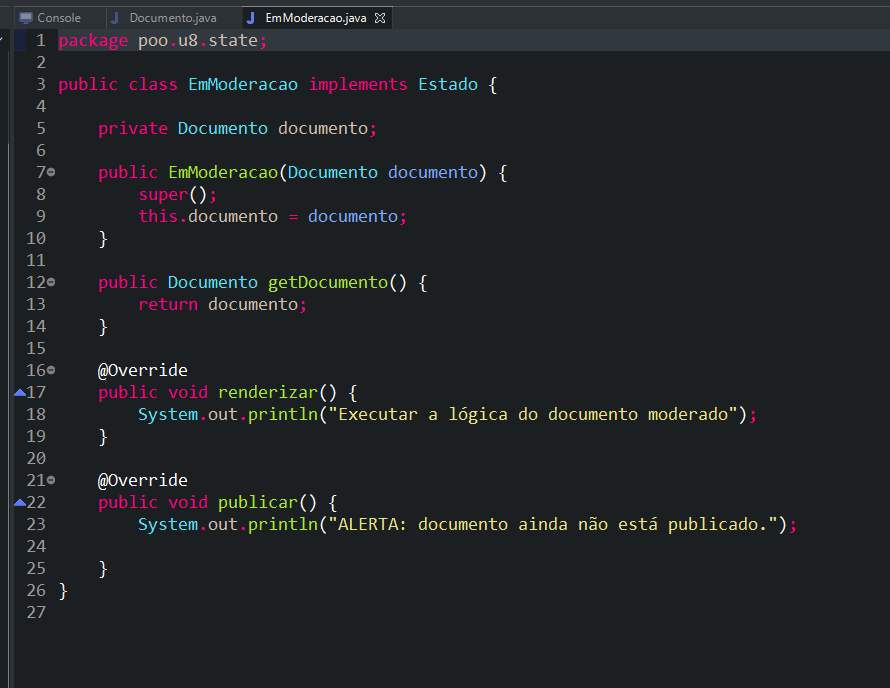 Console Documento.java EmModeracao.java
1 package poo.u8.state;
2
3 public class EmModeracao implements Estado {
4
5 private Documento documento;
6
7 public EmModeracao(Documento documento) {
8 super();
9 this.documento = documento;
10 }
11
12 public Documento getDocumento() {
13 return documento;
14 }
15
16 @Override
17 public void renderizar() {
18 System.out.println("Executar a lógica do documento moderado");
19 }
20
21 @Override
22 public void publicar() {
23 System.out.println("ALERTA: documento ainda não está publicado.");
24
25 }
26 }
27